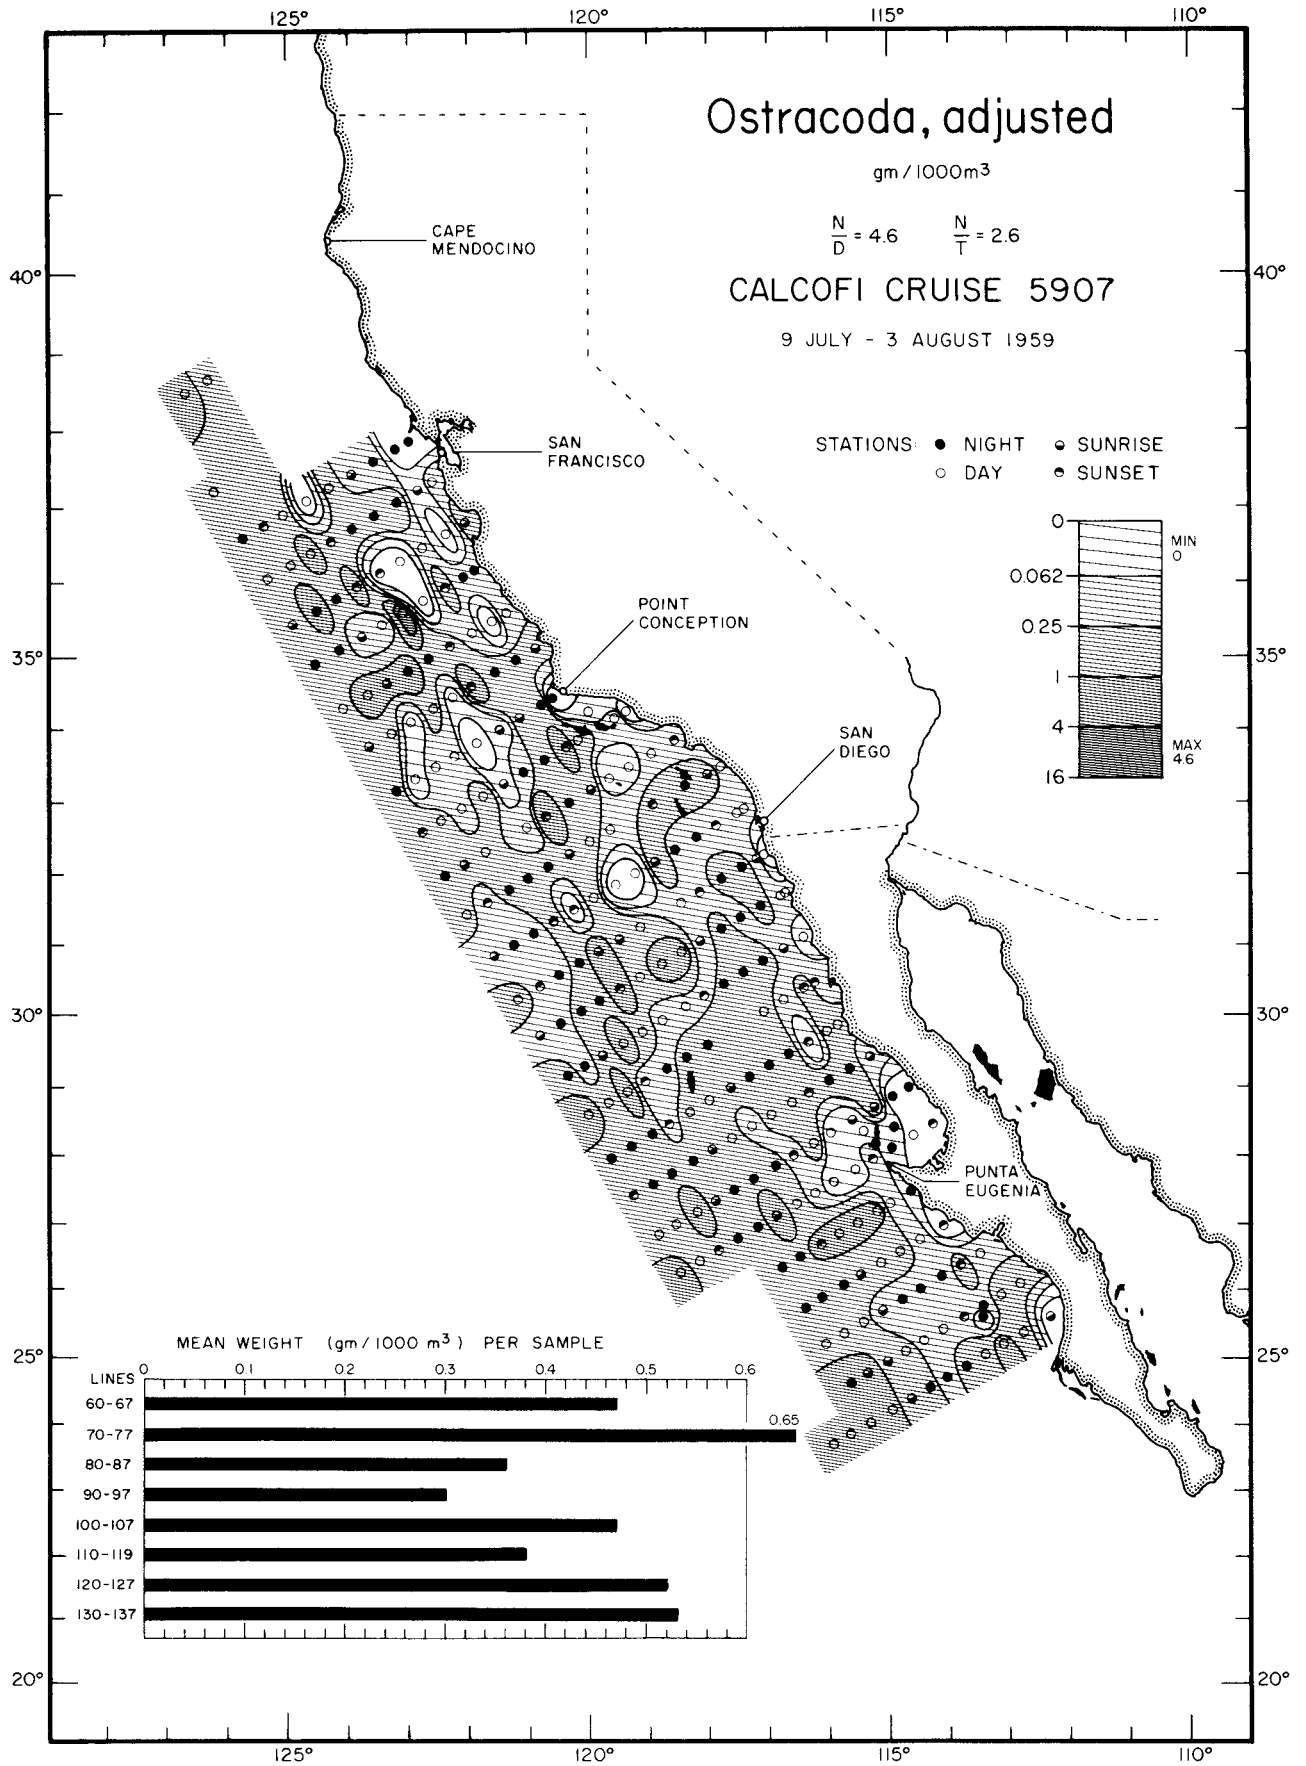 125°
120°
115°
110°
Ostracoda, adjusted
gm/1000m³
N/D = 4.6 N/T = 2.6
CALCOFI CRUISE 5907
9 JULY - 3 AUGUST 1959
CAPE
MENDOCINO
40°
40°
SAN
FRANCISCO
STATIONS: ● NIGHT SUNRISE
○ DAY SUNSET
0
MIN
0
0.062
0.25
1
4
16
MAX
4.6
POINT
CONCEPTION
35°
35°
SAN
DIEGO
30°
30°
PUNTA
EUGENIA
25°
25°
MEAN WEIGHT (gm/1000 m³) PER SAMPLE
LINES
0 0.1 0.2 0.3 0.4 0.5 0.6
60-67
70-77 0.65
80-87
90-97
100-107
110-119
120-127
130-137
20°
20°
125°
120°
115°
110°